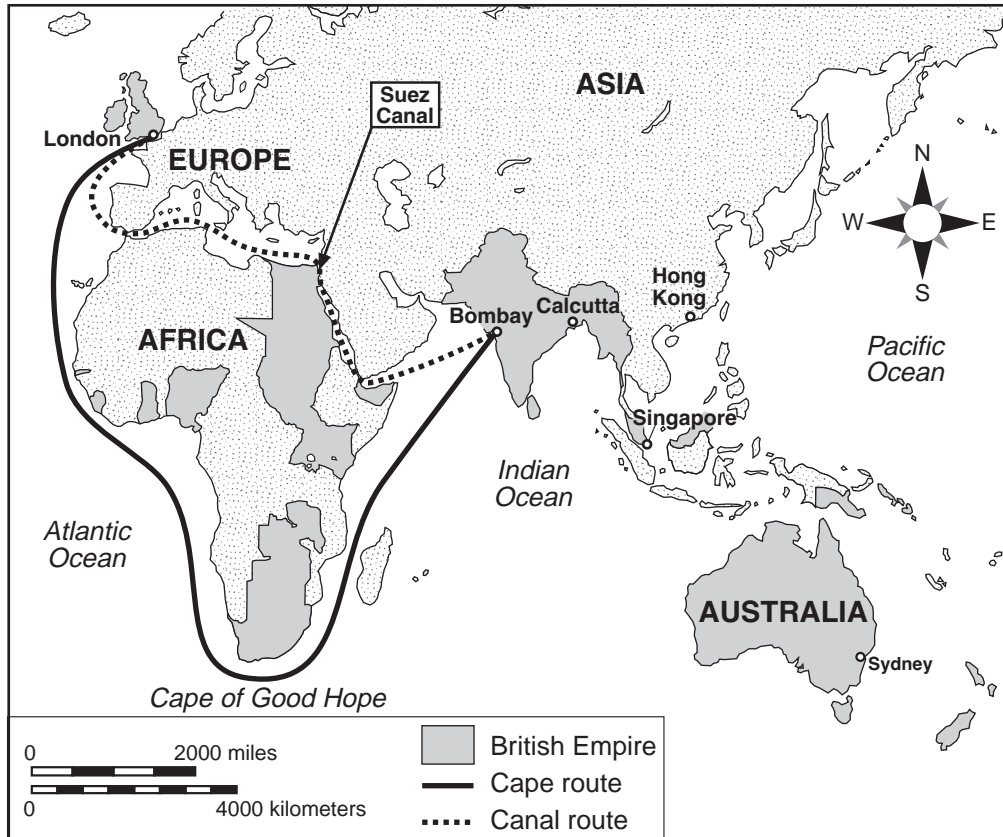 ASIA
Suez
Canal
London
EUROPE
N
W
E
S
Hong
Kong
Bombay
Calcutta
AFRICA
Pacific
Ocean
Singapore
Indian
Ocean
Atlantic
Ocean
AUSTRALIA
Sydney
Cape of Good Hope
0 2000 miles
0 4000 kilometers
British Empire
Cape route
Canal route